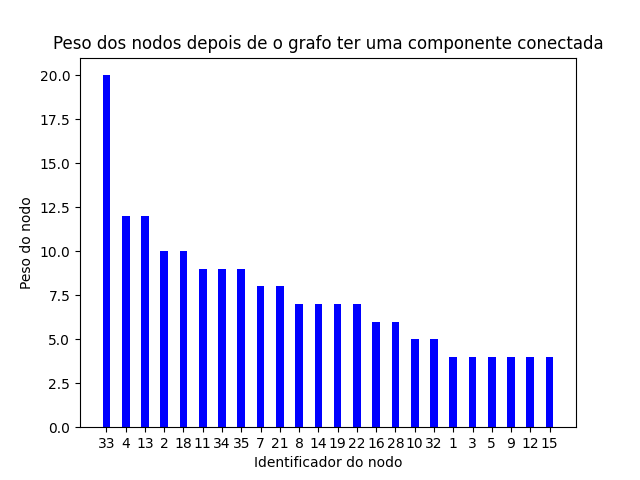 Peso dos nodos depois de o grafo ter uma componente conectada
20.0
17.5
15.0
12.5
10.0
7.5
5.0
2.5
0.0
Peso do nodo
33 4 13 2 18 11 34 35 7 21 8 14 19 22 16 28 10 32 1 3 5 9 12 15
Identificador do nodo